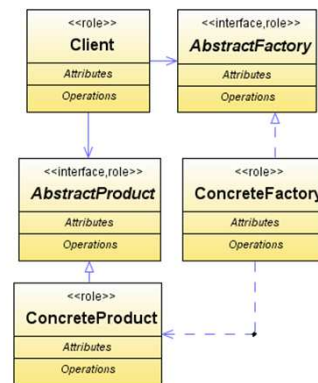 <<role>>
Client
Attributes
Operations
<<interface,role>>
AbstractFactory
Attributes
Operations
<<interface,role>>
AbstractProduct
Attributes
Operations
<<role>>
ConcreteFactory
Attributes
Operations
<<role>>
ConcreteProduct
Attributes
Operations